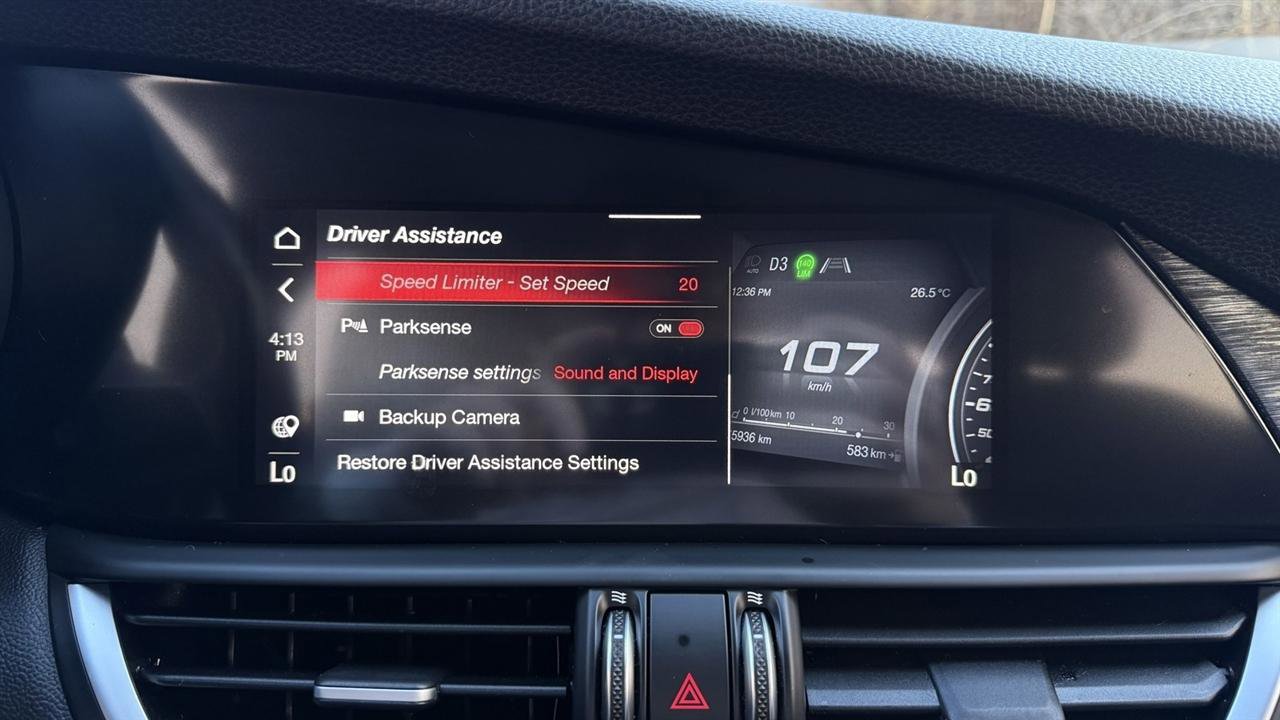 Driver Assistance
Speed Limiter - Set Speed 20
Parksense ON
Parksense settings Sound and Display
Backup Camera
Restore Driver Assistance Settings
4:13
PM
LO
AUTO D3 140 LIM
12:36 PM 26.5°C
107
km/h
0 l/100km 10 20 30
5936 km
583 km
LO